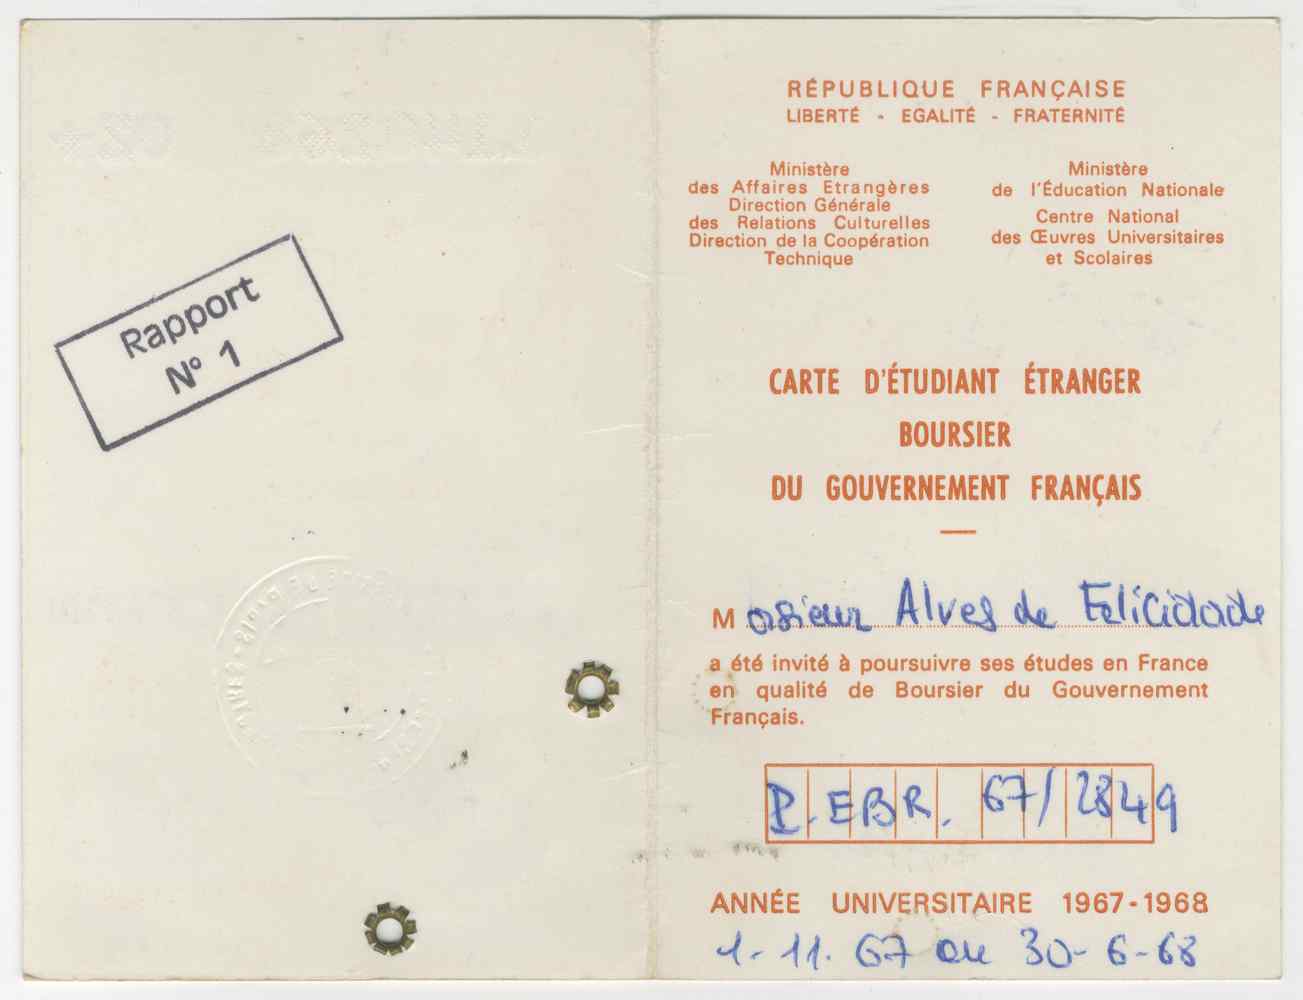 Rapport
N° 1
RÉPUBLIQUE FRANÇAISE
LIBERTÉ - EGALITÉ - FRATERNITÉ
Ministère
des Affaires Etrangères
Direction Générale
des Relations Culturelles
Direction de la Coopération
Technique
Ministère
de l'Éducation Nationale
Centre National
des Œuvres Universitaires
et Scolaires
CARTE D'ÉTUDIANT ÉTRANGER
BOURSIER
DU GOUVERNEMENT FRANÇAIS
Monsieur Alves de Felicidade
a été invité à poursuivre ses études en France
en qualité de Boursier du Gouvernement
Français.
P. EBR. 67/2849
ANNÉE UNIVERSITAIRE 1967-1968
1-11.67 au 30-6-68